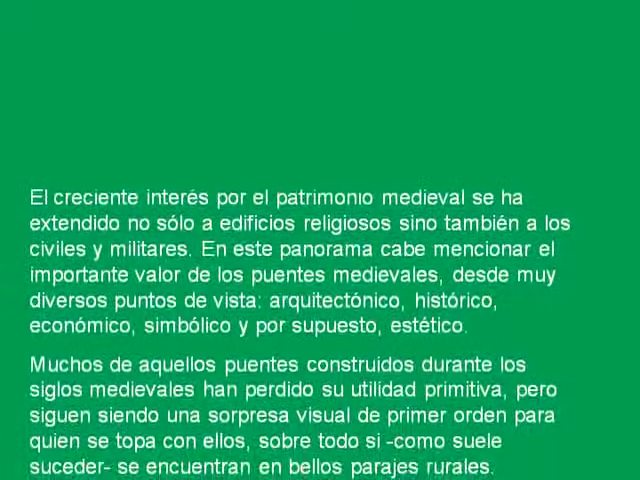 El creciente interés por el patrimonio medieval se ha
extendido no sólo a edificios religiosos sino también a los
civiles y militares. En este panorama cabe mencionar el
importante valor de los puentes medievales, desde muy
diversos puntos de vista: arquitectónico, histórico,
económico, simbólico y por supuesto, estético.
Muchos de aquellos puentes construidos durante los
siglos medievales han perdido su utilidad primitiva, pero
siguen siendo una sorpresa visual de primer orden para
quien se topa con ellos, sobre todo si -como suele
suceder- se encuentran en bellos parajes rurales.